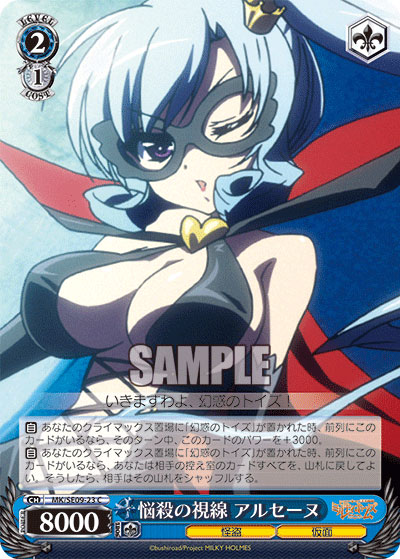 LEVEL
2
1
COST
SAMPLE
いきますわよ、幻惑のトイズ!
自 あなたのクライマックス置場に「幻惑のトイズ」が置かれた時、前列にこの
カードがいるなら、そのターン中、このカードのパワーを+3000。
自 あなたのクライマックス置場に「幻惑のトイズ」が置かれた時、前列にこの
カードがいるなら、あなたは相手の控え室のカードすべてを、山札に戻してよ
い。そうしたら、相手はその山札をシャッフルする。
CH MK/SE09-23 C
8000
悩殺の視線 アルセーヌ
怪盗 仮面
©bushiroad/Project MILKY HOLMES